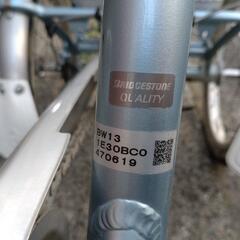 BRIDGESTONE
QUALITY
BW13
1E30BC0
470619